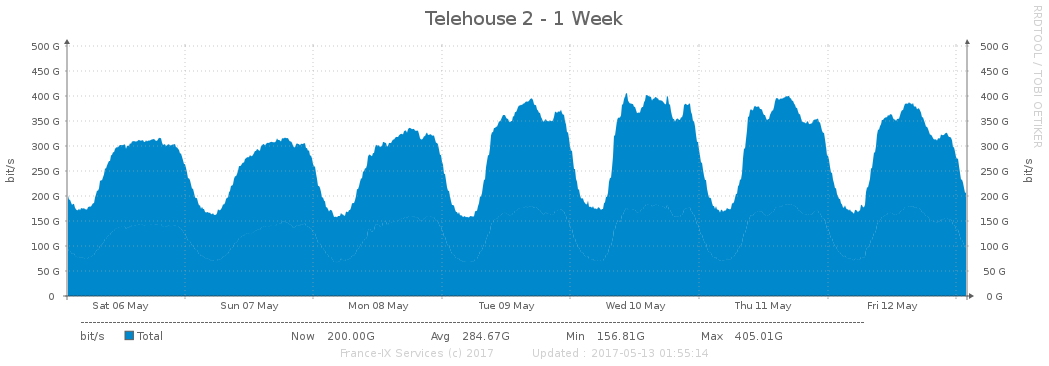 Telehouse 2 - 1 Week
RRDTOOL / TOBI OETIKER
500 G 500 G
450 G 450 G
400 G 400 G
350 G 350 G
300 G 300 G
250 G 250 G
200 G 200 G
150 G 150 G
100 G 100 G
50 G 50 G
0 0 G
bit/s bit/s
Sat 06 May Sun 07 May Mon 08 May Tue 09 May Wed 10 May Thu 11 May Fri 12 May
bit/s Total Now 200.00G Avg 284.67G Min 156.81G Max 405.01G
France-IX Services (c) 2017 Updated : 2017-05-13 01:55:14